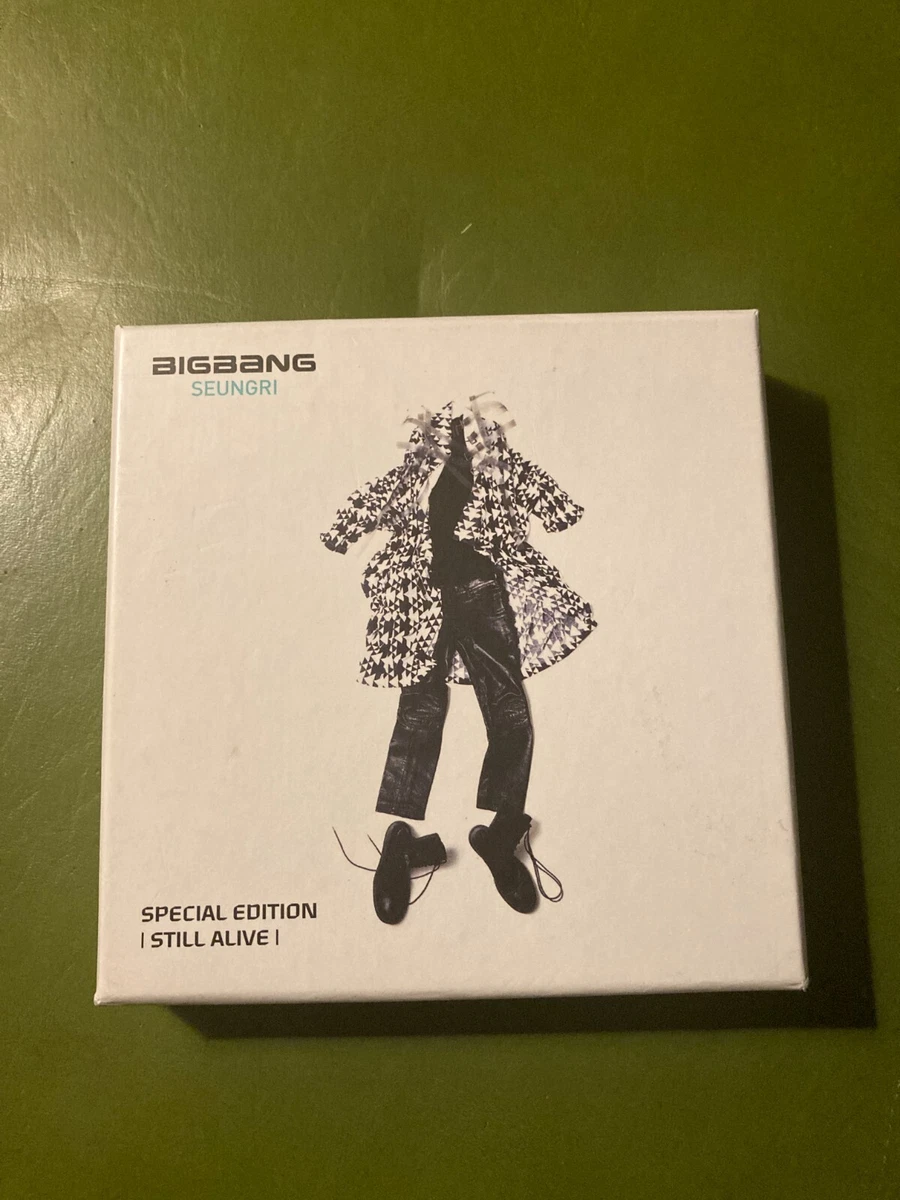 BIGBANG
SEUNGRI
SPECIAL EDITION
| STILL ALIVE |